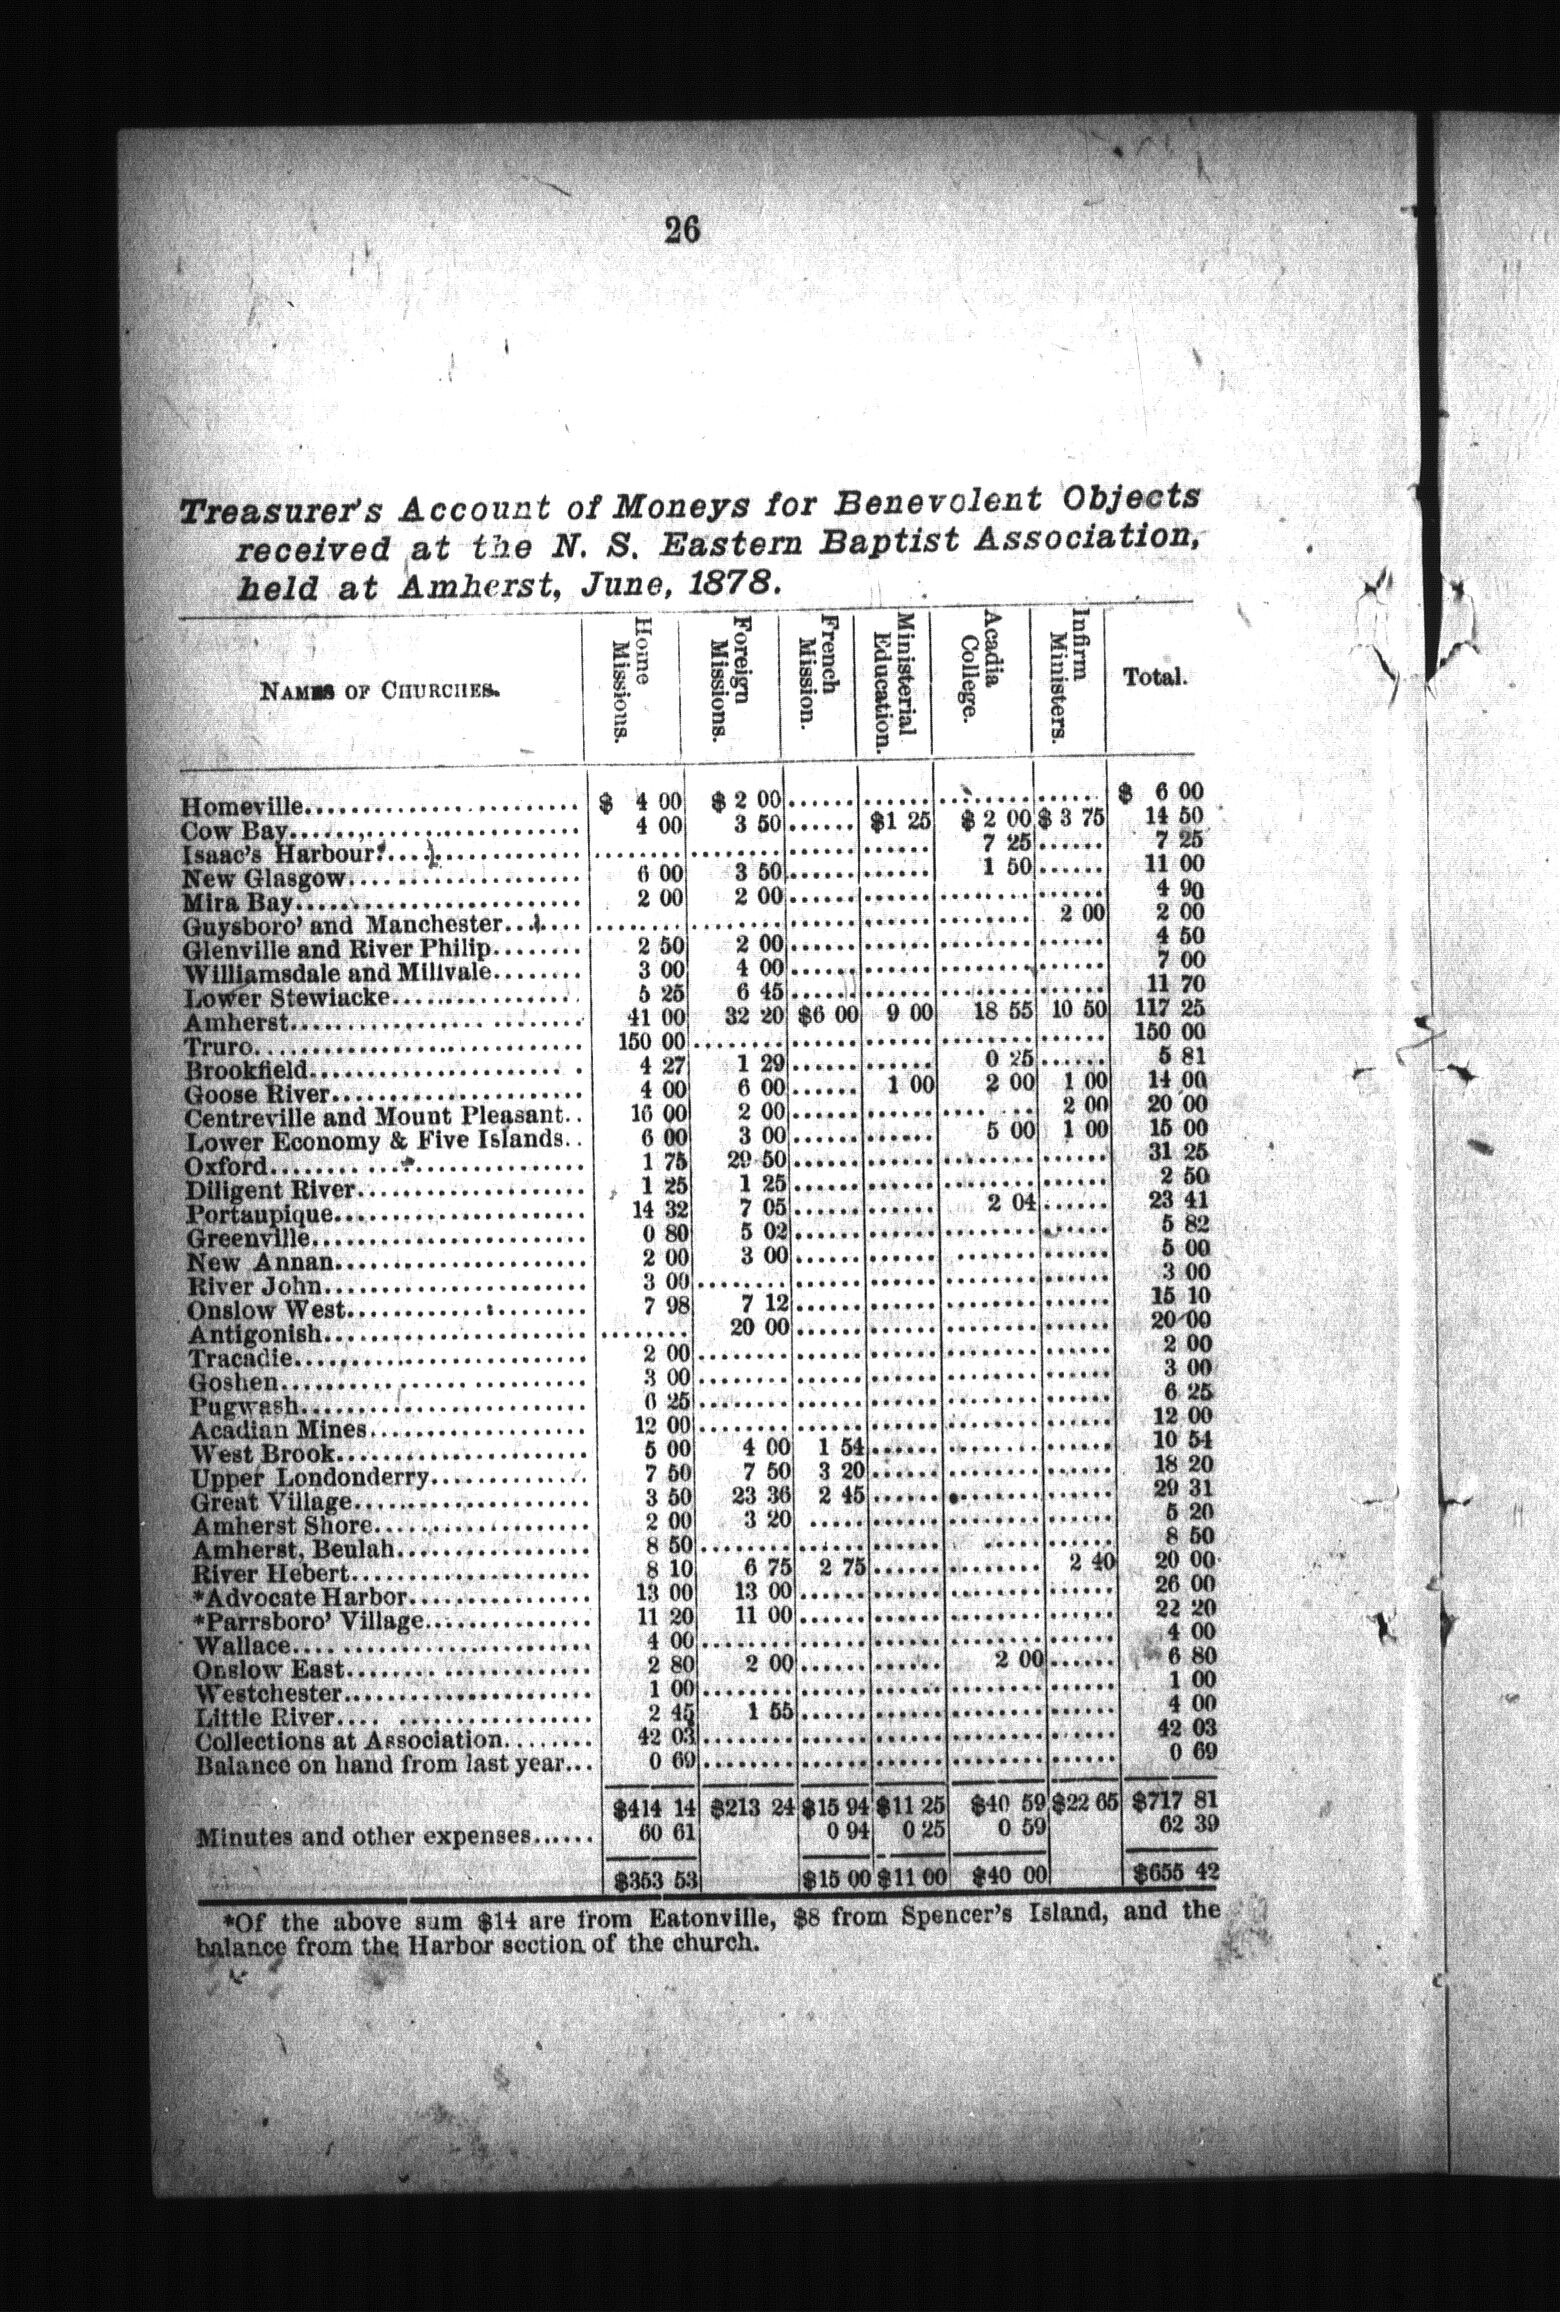 26
Treasurer's Account of Moneys for Benevolent Objects
received at the N. S. Eastern Baptist Association,
held at Amherst, June, 1878.
NAMES OF CHURCHES. Home Missions. Foreign Missions. French Mission. Ministerial Education. Acadia College. Infirm Ministers. Total.
Homeville $ 4 00 $ 2 00 $ 6 00
Cow Bay 4 00 3 50 $1 25 $ 2 00 $ 3 75 14 50
Isaac's Harbour 7 25 7 25
New Glasgow 6 00 3 50 1 50 11 00
Mira Bay 2 00 2 00 4 00
Guysboro' and Manchester 2 00 2 00
Glenville and River Philip 2 50 2 00 4 50
Williamsdale and Millvale 3 00 4 00 7 00
Lower Stewiacke 5 25 6 45 11 70
Amherst 41 00 32 20 $6 00 9 00 18 55 10 50 117 25
Truro 150 00 150 00
Brookfield 4 27 1 29 0 25 5 81
Goose River 4 00 6 00 1 00 2 00 1 00 14 00
Centreville and Mount Pleasant 16 00 2 00 2 00 20 00
Lower Economy & Five Islands 6 00 3 00 5 00 1 00 15 00
Oxford 1 75 29 50 31 25
Diligent River 1 25 1 25 2 50
Portaupique 14 32 7 05 2 04 23 41
Greenville 0 80 5 02 5 82
New Annan 2 00 3 00 5 00
River John 3 00 3 00
Onslow West 7 98 7 12 15 10
Antigonish 20 00 20 00
Tracadie 2 00 2 00
Goshen 3 00 3 00
Pugwash 6 25 6 25
Acadian Mines 12 00 12 00
West Brook 5 00 4 00 1 54 10 54
Upper Londonderry 7 50 7 50 3 20 18 20
Great Village 3 50 23 36 2 45 29 31
Amherst Shore 2 00 3 20 5 20
Amherst, Beulah 8 50 8 50
River Hebert 8 10 6 75 2 75 2 40 20 00
*Advocate Harbor 13 00 13 00 26 00
*Parrsboro' Village 11 20 11 00 22 20
Wallace 4 00 4 00
Onslow East 2 80 2 00 2 00 6 80
Westchester 1 00 1 00
Little River 2 45 1 55 4 00
Collections at Association 42 03 42 03
Balance on hand from last year 0 69 0 69
$414 14 $213 24 $15 94 $11 25 $40 59 $22 65 $717 81
Minutes and other expenses 60 61 0 94 0 25 0 59 62 39
$353 53 $15 00 $11 00 $40 00 $655 42
*Of the above sum $14 are from Eatonville, $8 from Spencer's Island, and the
balance from the Harbor section of the church.